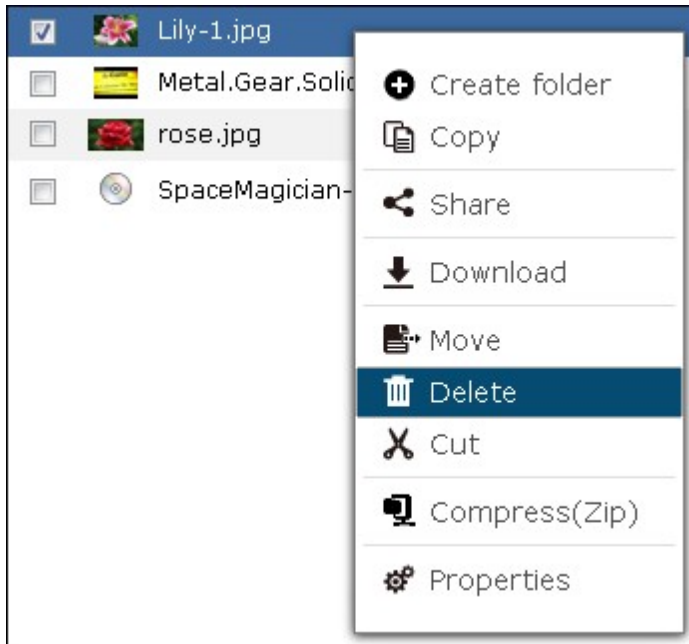 Lily-1.jpg
Metal.Gear.Solid
rose.jpg
SpaceMagician-
Create folder
Copy
Share
Download
Move
Delete
Cut
Compress(Zip)
Properties